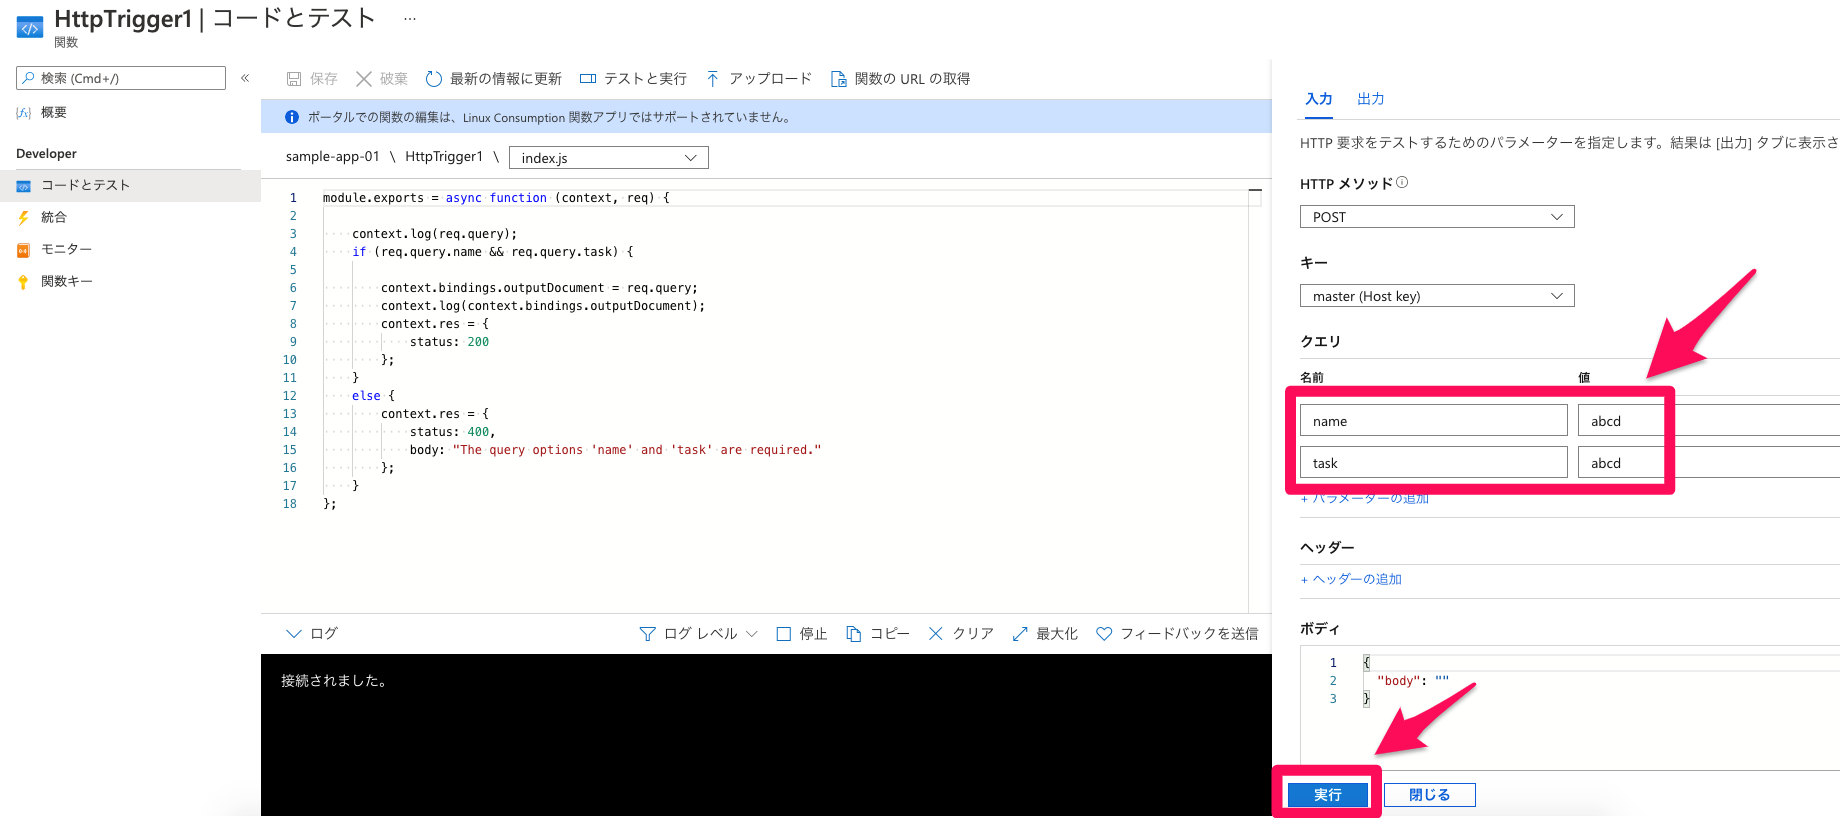 HttpTrigger1 | コードとテスト ...
関数
検索 (Cmd+/)
«
概要
Developer
コードとテスト
統合
モニター
関数キー
保存 破棄 最新の情報に更新 テストと実行 アップロード 関数の URL の取得
ポータルでの関数の編集は、Linux Consumption 関数アプリではサポートされていません。
sample-app-01 \ HttpTrigger1 \ index.js
1 module.exports = async function (context, req) {
2
3 context.log(req.query);
4 if (req.query.name && req.query.task) {
5
6 context.bindings.outputDocument = req.query;
7 context.log(context.bindings.outputDocument);
8 context.res = {
9 status: 200
10 };
11 }
12 else {
13 context.res = {
14 status: 400,
15 body: "The query options 'name' and 'task' are required."
16 };
17 }
18 };
ログ ログ レベル 停止 コピー クリア 最大化 フィードバックを送信
接続されました。
入力 出力
HTTP 要求をテストするためのパラメーターを指定します。結果は [出力] タブに表示さ
HTTP メソッド
POST
キー
master (Host key)
クエリ
名前 値
name abcd
task abcd
+ パラメーターの追加
ヘッダー
+ ヘッダーの追加
ボディ
1 {
2 "body": ""
3 }
実行 閉じる